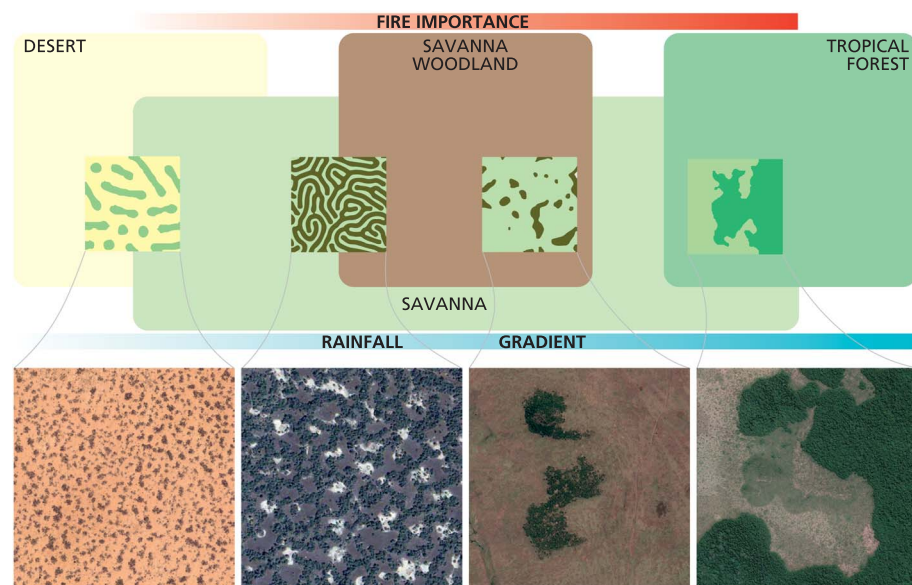 FIRE IMPORTANCE
DESERT
SAVANNA
WOODLAND
TROPICAL
FOREST
SAVANNA
RAINFALL GRADIENT